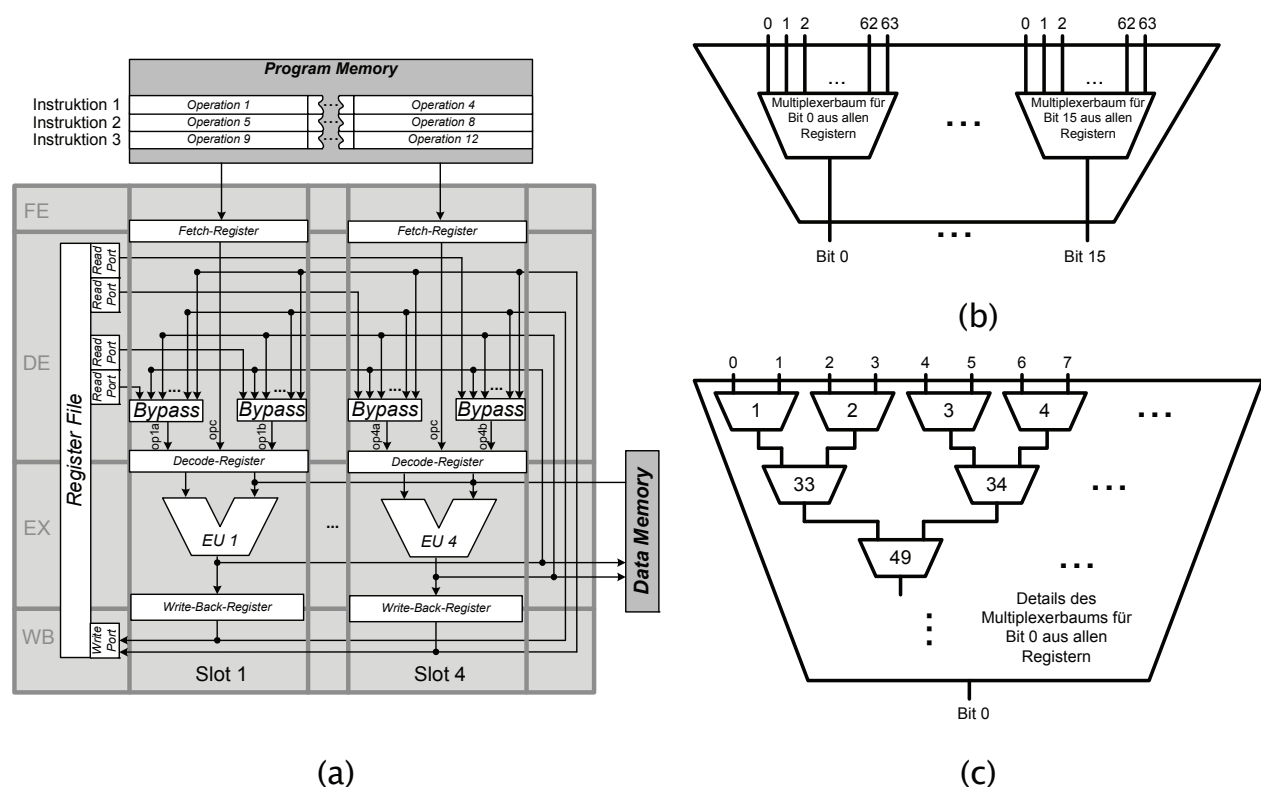 Program Memory
Instruktion 1
Operation 1
...
Operation 4
Instruktion 2
Operation 5
...
Operation 8
Instruktion 3
Operation 9
...
Operation 12
FE
Fetch-Register
Fetch-Register
DE
Register File
Read Port
Read Port
Read Port
Read Port
...
...
...
...
Bypass
Bypass
Bypass
Bypass
op1a
opc
op1b
op4a
opc
op4b
Decode-Register
Decode-Register
EX
EU 1
...
EU 4
Data Memory
Write-Back-Register
Write-Back-Register
WB
Write Port
Slot 1
Slot 4
(a)
0 1 2 62 63
0 1 2 62 63
...
...
Multiplexerbaum für
Bit 0 aus allen
Registern
...
Multiplexerbaum für
Bit 15 aus allen
Registern
Bit 0
...
Bit 15
(b)
0 1 2 3 4 5 6 7
1 2 3 4 ...
33 34 ...
49 ...
...
Details des
Multiplexerbaums für
Bit 0 aus allen
Registern
Bit 0
(c)